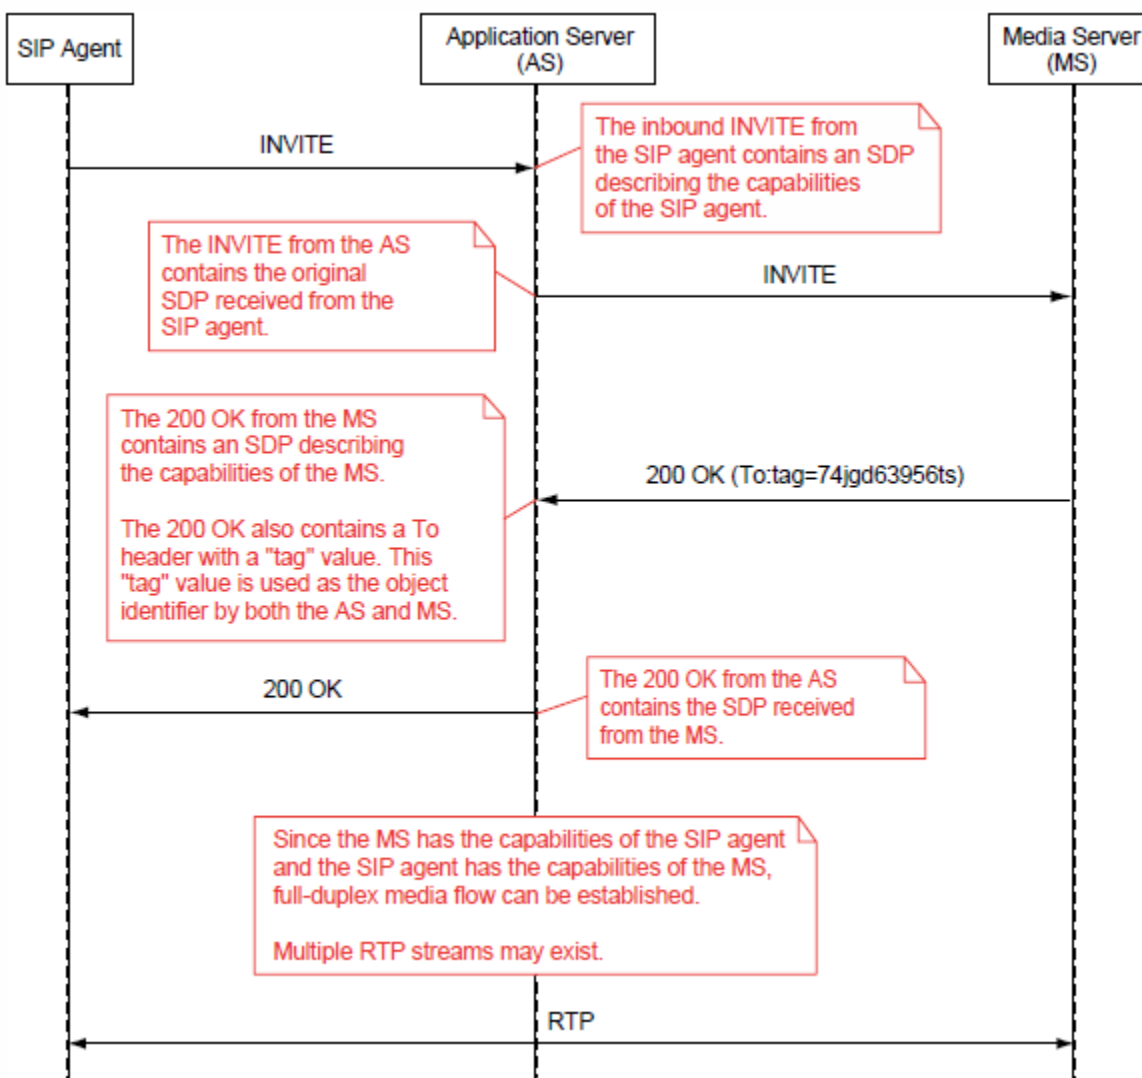 SIP Agent
Application Server
(AS)
Media Server
(MS)
INVITE
The inbound INVITE from
the SIP agent contains an SDP
describing the capabilities
of the SIP agent.
The INVITE from the AS
contains the original
SDP received from the
SIP agent.
INVITE
The 200 OK from the MS
contains an SDP describing
the capabilities of the MS.
The 200 OK also contains a To
header with a "tag" value. This
"tag" value is used as the object
identifier by both the AS and MS.
200 OK (To:tag=74jgd63956ts)
200 OK
The 200 OK from the AS
contains the SDP received
from the MS.
Since the MS has the capabilities of the SIP agent
and the SIP agent has the capabilities of the MS,
full-duplex media flow can be established.
Multiple RTP streams may exist.
RTP